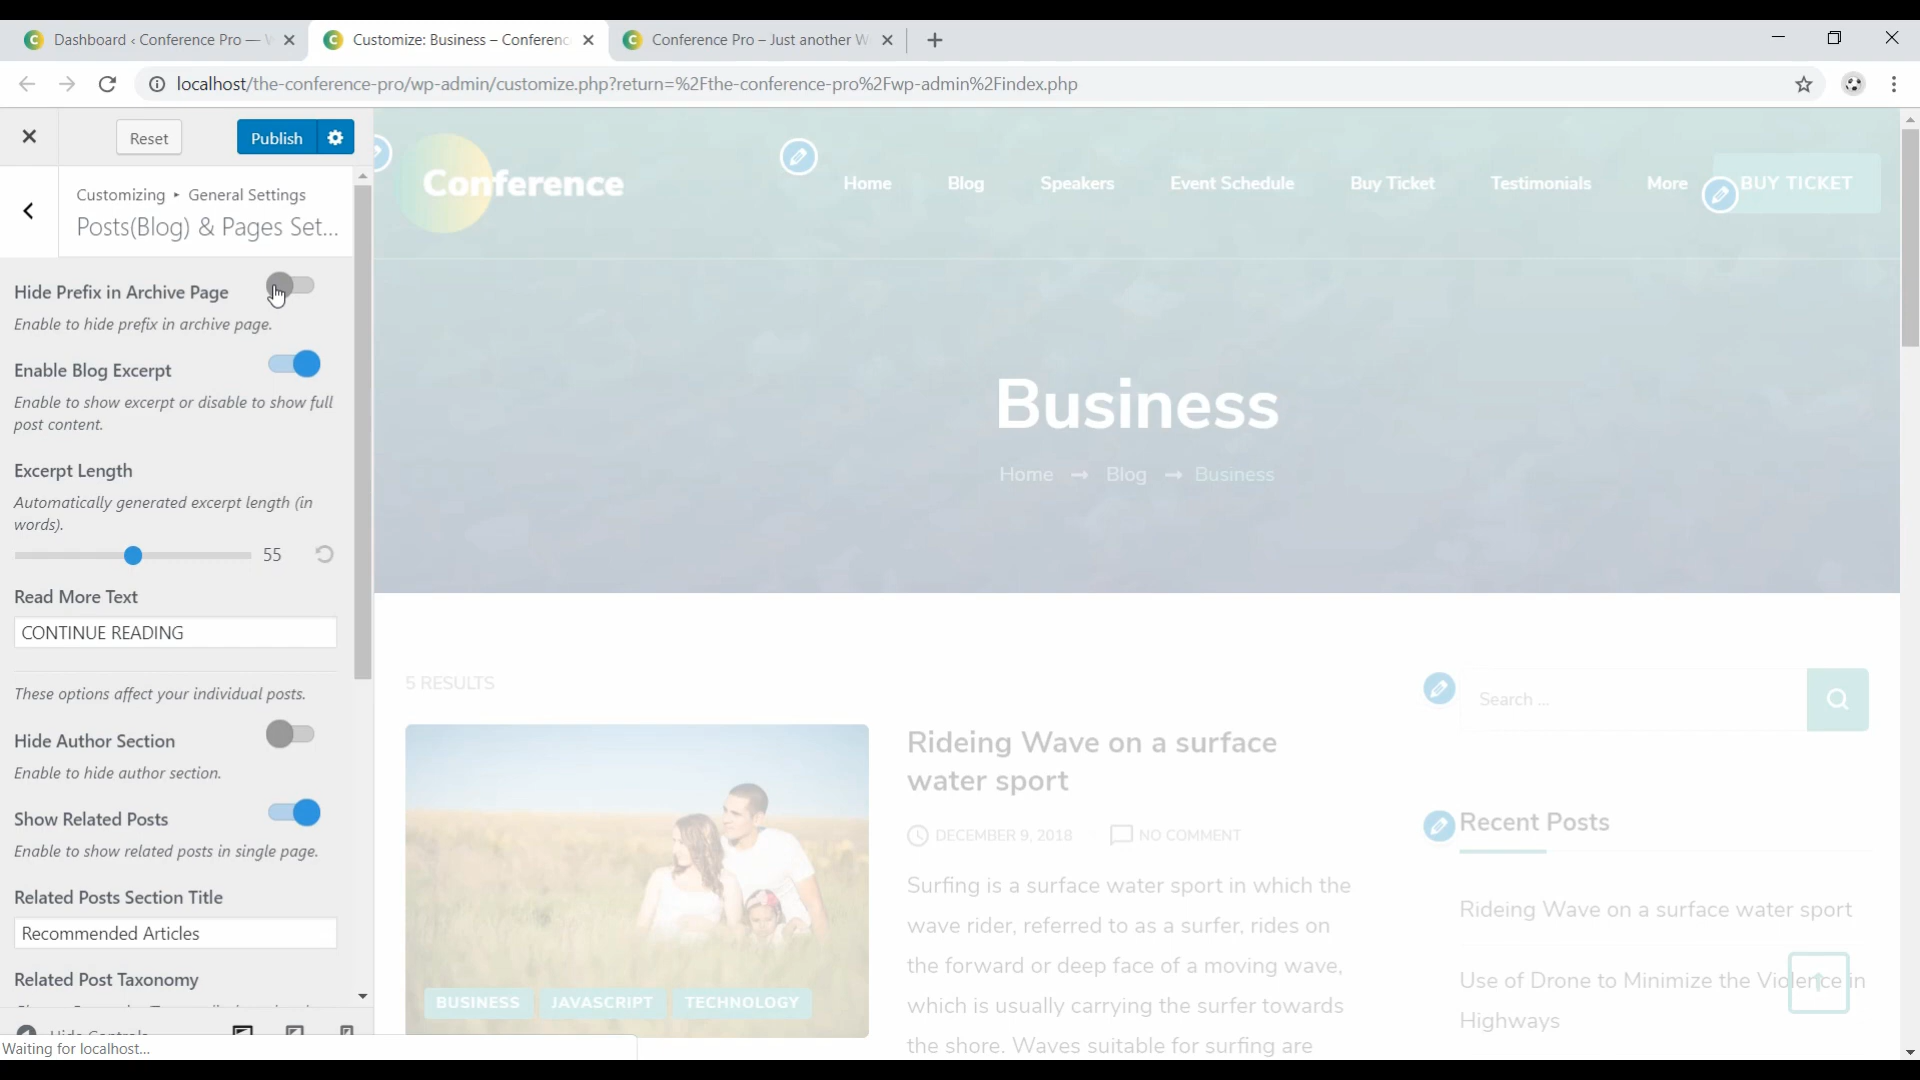 Dashboard ‹ Conference Pro — W
Customize: Business – Conferenc
Conference Pro – Just another W
localhost/the-conference-pro/wp-admin/customize.php?return=%2Fthe-conference-pro%2Fwp-admin%2Findex.php
Reset
Publish
Customizing ▸ General Settings
Posts(Blog) & Pages Set...
Hide Prefix in Archive Page
Enable to hide prefix in archive page.
Enable Blog Excerpt
Enable to show excerpt or disable to show full
post content.
Excerpt Length
Automatically generated excerpt length (in
words).
55
Read More Text
CONTINUE READING
These options affect your individual posts.
Hide Author Section
Enable to hide author section.
Show Related Posts
Enable to show related posts in single page.
Related Posts Section Title
Recommended Articles
Related Post Taxonomy
Hide Controls
Waiting for localhost...
Conference
Home Blog Speakers Event Schedule Buy Ticket Testimonials More BUY TICKET
Business
Home → Blog → Business
5 RESULTS
BUSINESS JAVASCRIPT TECHNOLOGY
Rideing Wave on a surface
water sport
DECEMBER 9, 2018 NO COMMENT
Surfing is a surface water sport in which the
wave rider, referred to as a surfer, rides on
the forward or deep face of a moving wave,
which is usually carrying the surfer towards
the shore. Waves suitable for surfing are
Search ...
Recent Posts
Rideing Wave on a surface water sport
Use of Drone to Minimize the Violence in
Highways